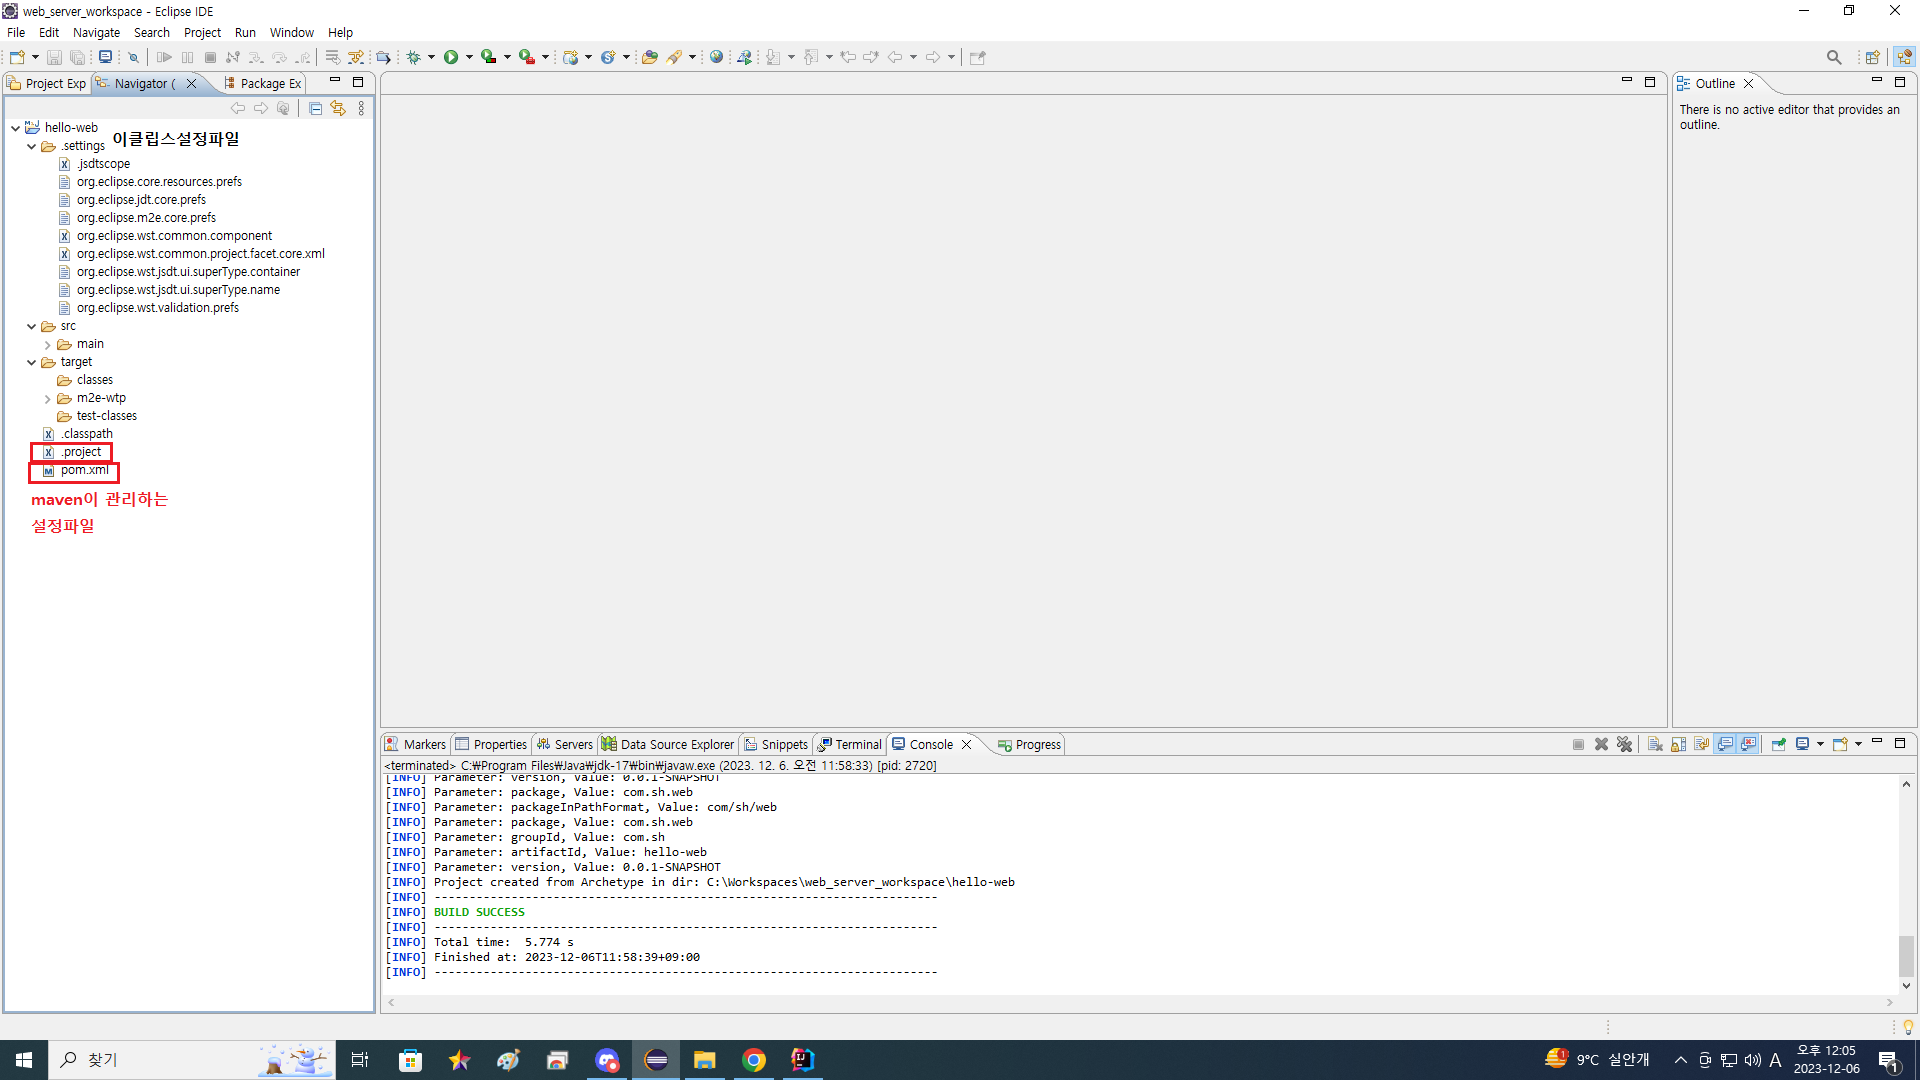 web_server_workspace - Eclipse IDE
File Edit Navigate Search Project Run Window Help
Project Exp Navigator ( Package Ex
hello-web
이클립스설정파일
.settings
.jsdtscope
org.eclipse.core.resources.prefs
org.eclipse.jdt.core.prefs
org.eclipse.m2e.core.prefs
org.eclipse.wst.common.component
org.eclipse.wst.common.project.facet.core.xml
org.eclipse.wst.jsdt.ui.superType.container
org.eclipse.wst.jsdt.ui.superType.name
org.eclipse.wst.validation.prefs
src
main
target
classes
m2e-wtp
test-classes
.classpath
.project
pom.xml
maven이 관리하는
설정파일
Outline
There is no active editor that provides an
outline.
Markers Properties Servers Data Source Explorer Snippets Terminal Console Progress
<terminated> C:₩Program Files₩Java₩jdk-17₩bin₩javaw.exe (2023. 12. 6. 오전 11:58:33) [pid: 2720]
[INFO] Parameter: version, Value: 0.0.1-SNAPSHOT
[INFO] Parameter: package, Value: com.sh.web
[INFO] Parameter: packageInPathFormat, Value: com/sh/web
[INFO] Parameter: package, Value: com.sh.web
[INFO] Parameter: groupId, Value: com.sh
[INFO] Parameter: artifactId, Value: hello-web
[INFO] Parameter: version, Value: 0.0.1-SNAPSHOT
[INFO] Project created from Archetype in dir: C:\Workspaces\web_server_workspace\hello-web
[INFO] ------------------------------------------------------------------------
[INFO] BUILD SUCCESS
[INFO] ------------------------------------------------------------------------
[INFO] Total time:  5.774 s
[INFO] Finished at: 2023-12-06T11:58:39+09:00
[INFO] ------------------------------------------------------------------------
찾기
1 9°C 실안개 A 오후 12:05
2023-12-06
1